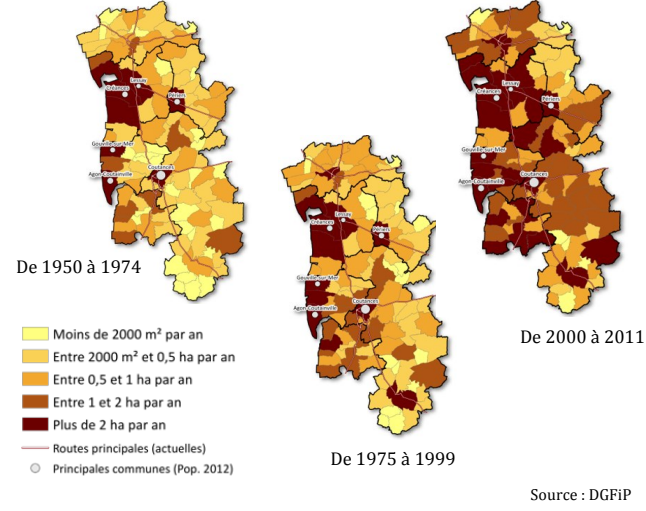 Lessay
Créances
Périers
Gouville-sur-Mer
Coutances
Agon-Coutainville
De 1950 à 1974
Lessay
Créances
Périers
Gouville-sur-Mer
Coutances
Agon-Coutainville
De 2000 à 2011
Lessay
Créances
Périers
Gouville-sur-Mer
Coutances
Agon-Coutainville
De 1975 à 1999
Moins de 2000 m² par an
Entre 2000 m² et 0,5 ha par an
Entre 0,5 et 1 ha par an
Entre 1 et 2 ha par an
Plus de 2 ha par an
Routes principales (actuelles)
Principales communes (Pop. 2012)
Source : DGFiP